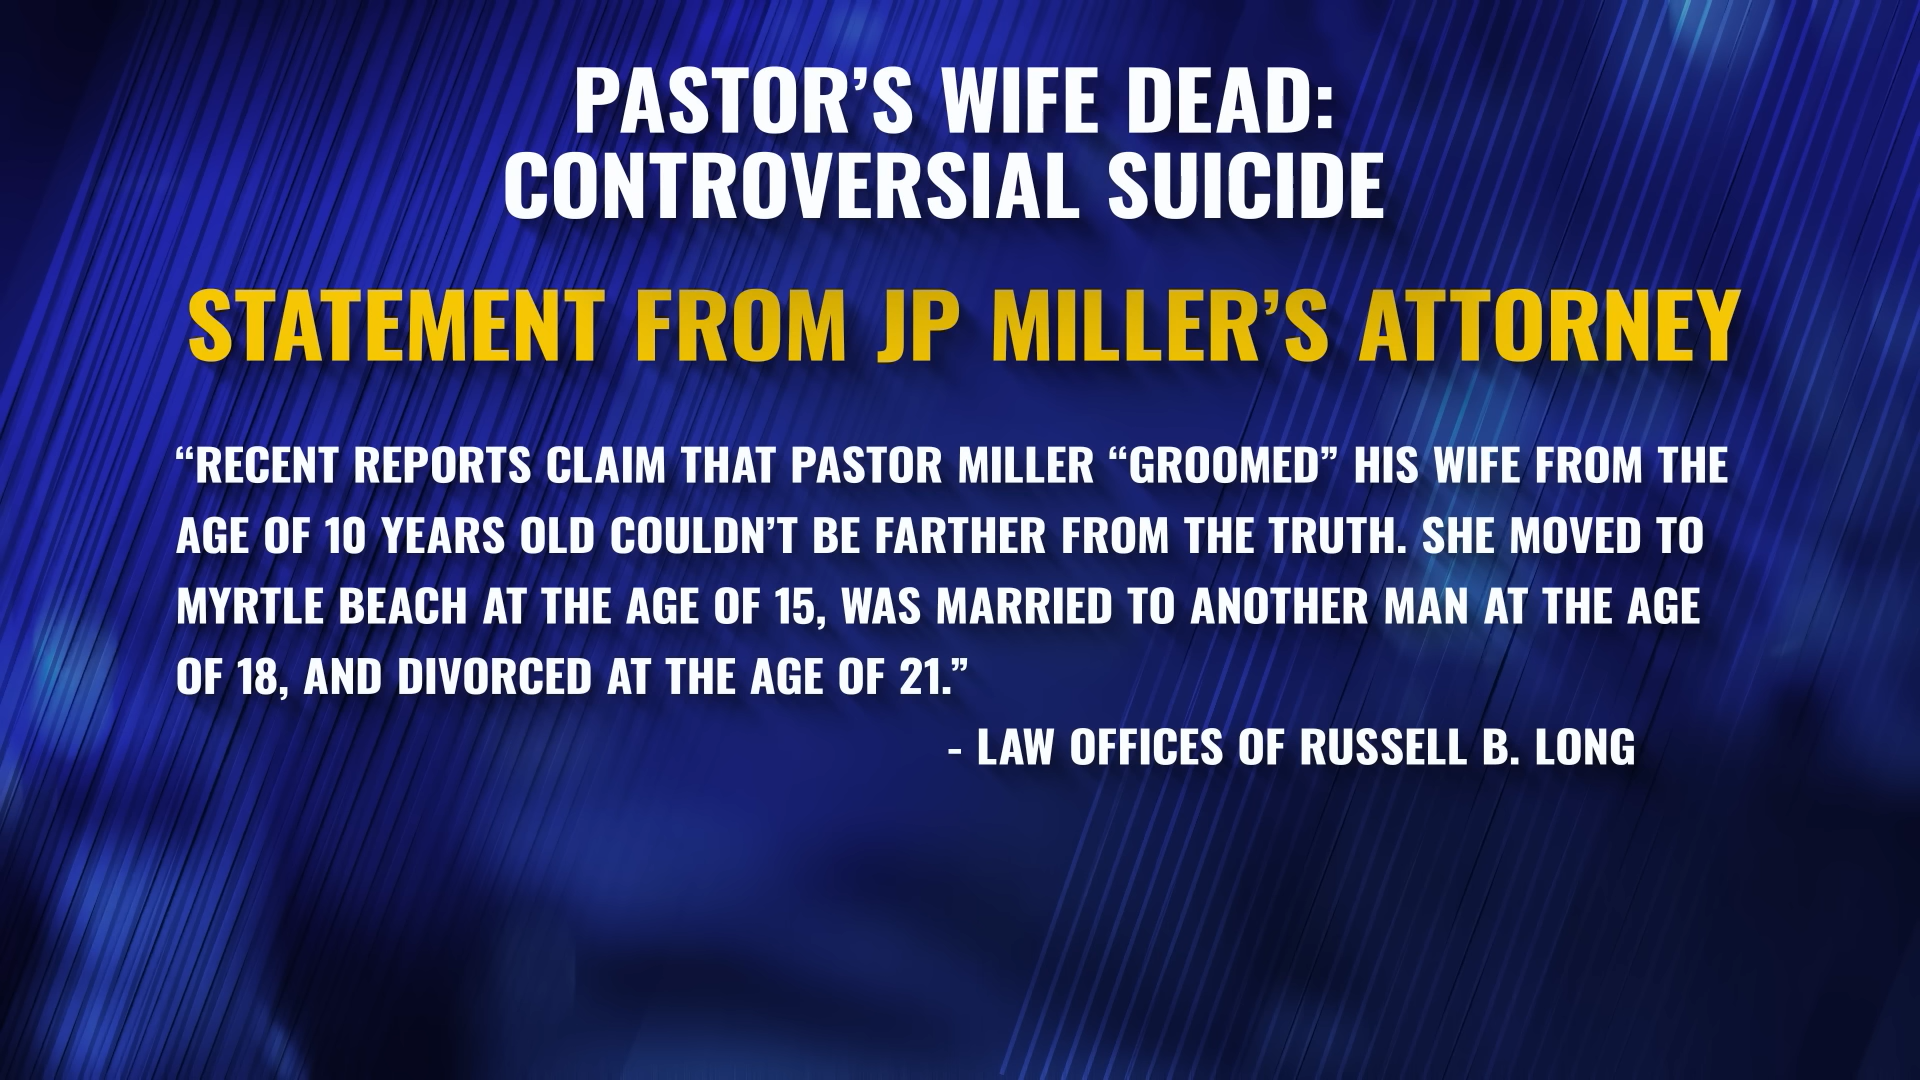 PASTOR’S WIFE DEAD:
CONTROVERSIAL SUICIDE
STATEMENT FROM JP MILLER’S ATTORNEY
“RECENT REPORTS CLAIM THAT PASTOR MILLER “GROOMED” HIS WIFE FROM THE
AGE OF 10 YEARS OLD COULDN’T BE FARTHER FROM THE TRUTH. SHE MOVED TO
MYRTLE BEACH AT THE AGE OF 15, WAS MARRIED TO ANOTHER MAN AT THE AGE
OF 18, AND DIVORCED AT THE AGE OF 21.”
- LAW OFFICES OF RUSSELL B. LONG